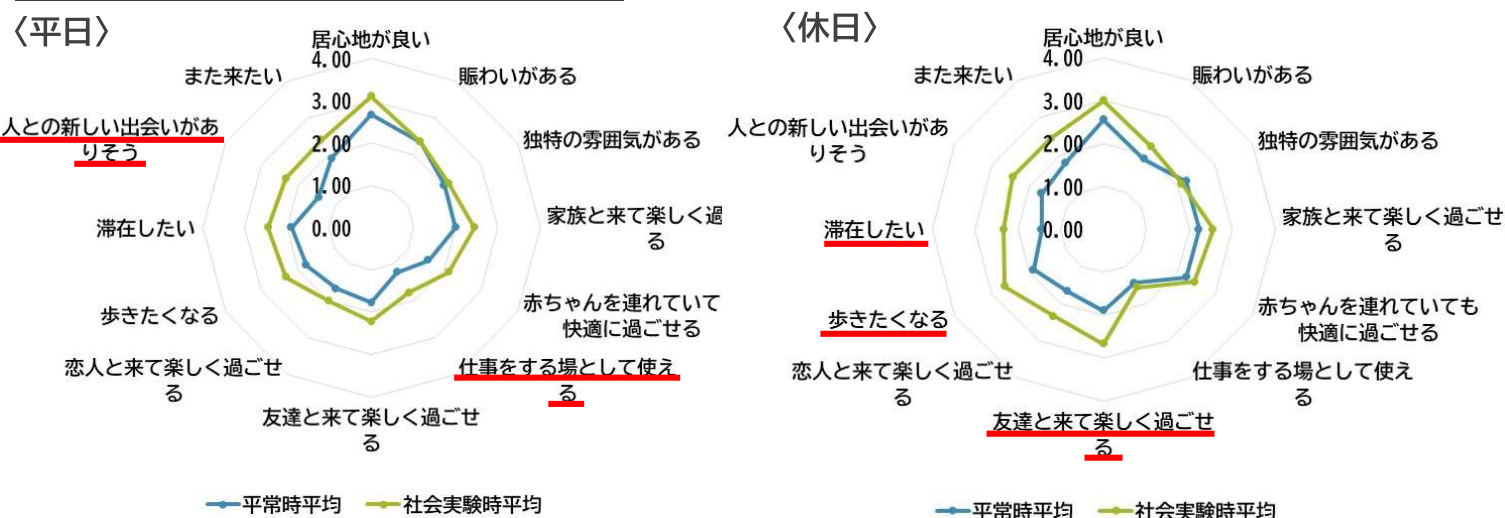 〈平日〉
居心地が良い
4.00
賑わいがある
3.00
独特の雰囲気がある
2.00
家族と来て楽しく過
る
1.00
赤ちゃんを連れていて
快適に過ごせる
0.00
仕事をする場として使え
る
友達と来て楽しく過ごせ
る
恋人と来て楽しく過ごせ
る
歩きたくなる
滞在したい
人との新しい出会いがあ
りそう
また来たい
平常時平均
社会実験時平均
〈休日〉
居心地が良い
4.00
賑わいがある
3.00
独特の雰囲気がある
2.00
家族と来て楽しく過ごせ
る
1.00
赤ちゃんを連れていても
快適に過ごせる
0.00
仕事をする場として使え
る
友達と来て楽しく過ごせ
る
恋人と来て楽しく過ごせ
る
歩きたくなる
滞在したい
人との新しい出会いがあ
りそう
また来たい
平常時平均
社会実験時平均